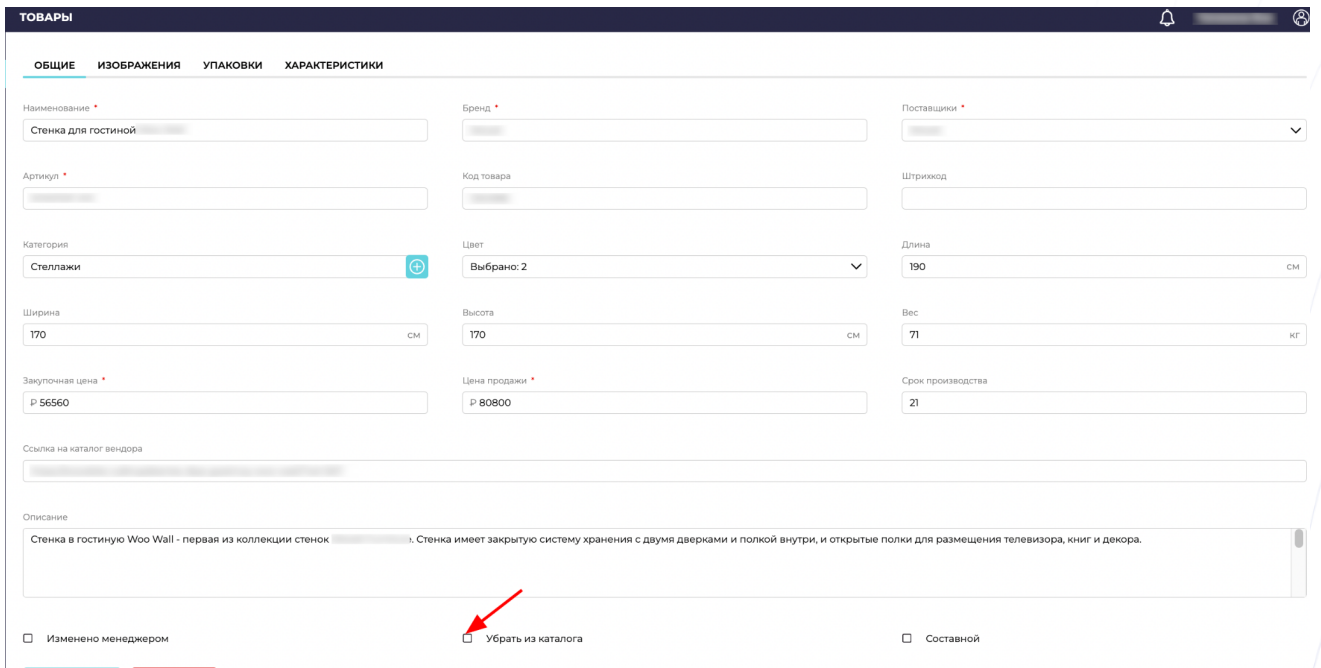 ТОВАРЫ
ОБЩИЕ ИЗОБРАЖЕНИЯ УПАКОВКИ ХАРАКТЕРИСТИКИ
Наименование * Бренд * Поставщики *
Стенка для гостиной
Артикул * Код товара Штрихкод
Категория Цвет Длина
Стеллажи Выбрано: 2 190 см
Ширина Высота Вес
170 см 170 см 71 кг
Закупочная цена * Цена продажи * Срок производства
₽ 56560 ₽ 80800 21
Ссылка на каталог вендора
Описание
Стенка в гостиную Woo Wall - первая из коллекции стенок е. Стенка имеет закрытую систему хранения с двумя дверками и полкой внутри, и открытые полки для размещения телевизора, книг и декора.
Изменено менеджером Убрать из каталога Составной